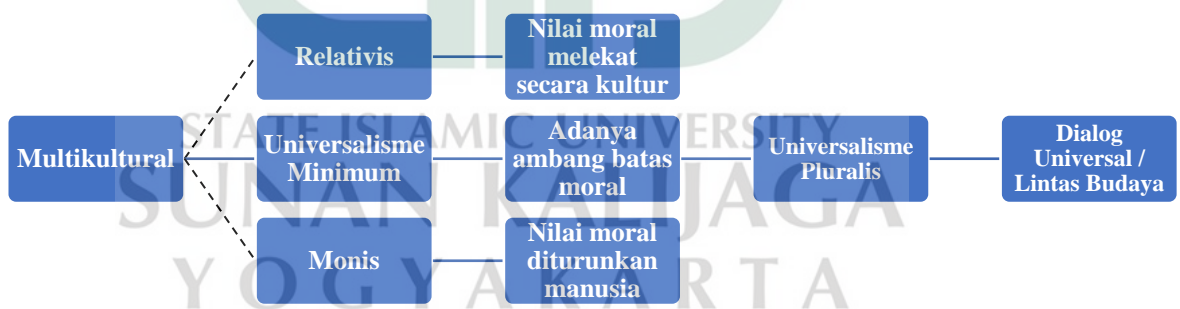 Relativis
Nilai moral
melekat
secara kultur
Multikultural
Universalisme
Minimum
Adanya
ambang batas
moral
Universalisme
Pluralis
Dialog
Universal /
Lintas Budaya
Monis
Nilai moral
diturunkan
manusia
STATE ISLAMIC UNIVERSITY
SUNAN KALIJAGA
YOGYAKARTA